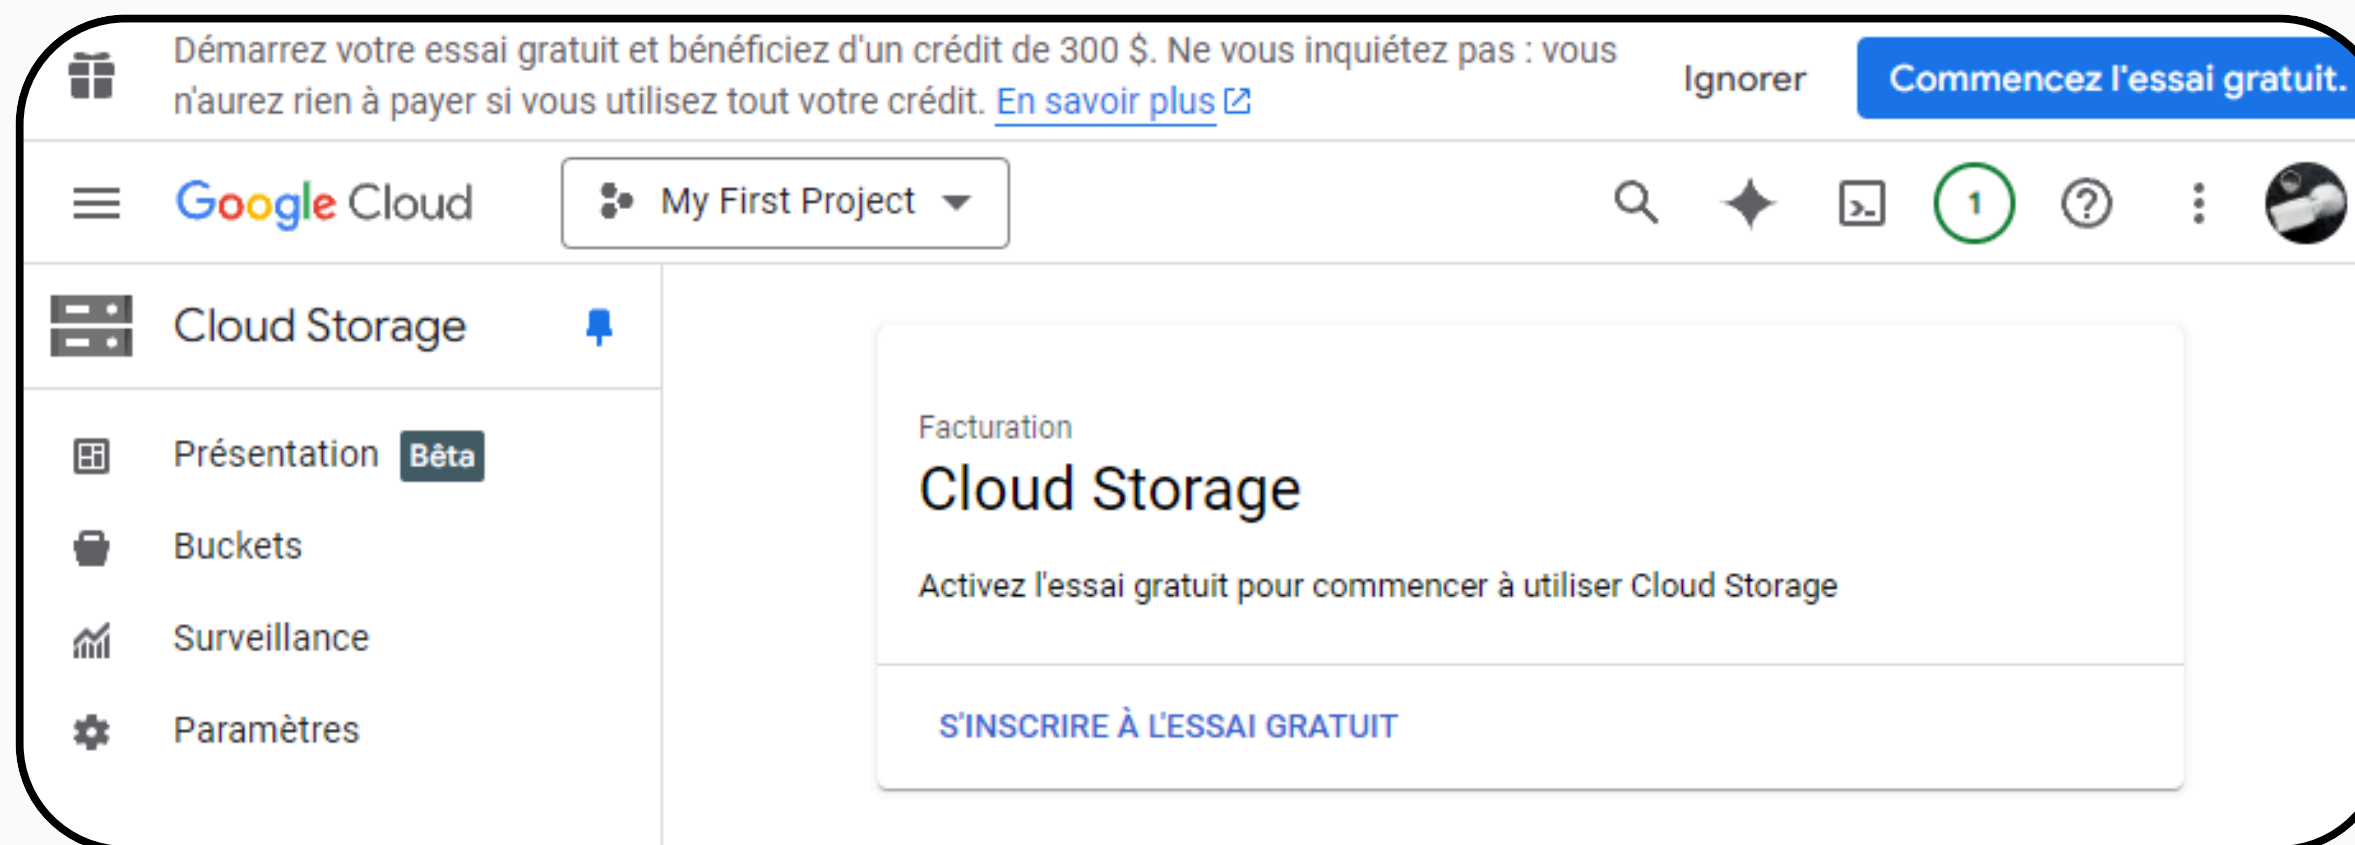 Démarrez votre essai gratuit et bénéficiez d'un crédit de 300 $. Ne vous inquiétez pas : vous
n'aurez rien à payer si vous utilisez tout votre crédit. En savoir plus
Ignorer
Commencez l'essai gratuit.
Google Cloud
My First Project
1
Cloud Storage
Présentation Bêta
Buckets
Surveillance
Paramètres
Facturation
Cloud Storage
Activez l'essai gratuit pour commencer à utiliser Cloud Storage
S'INSCRIRE À L'ESSAI GRATUIT